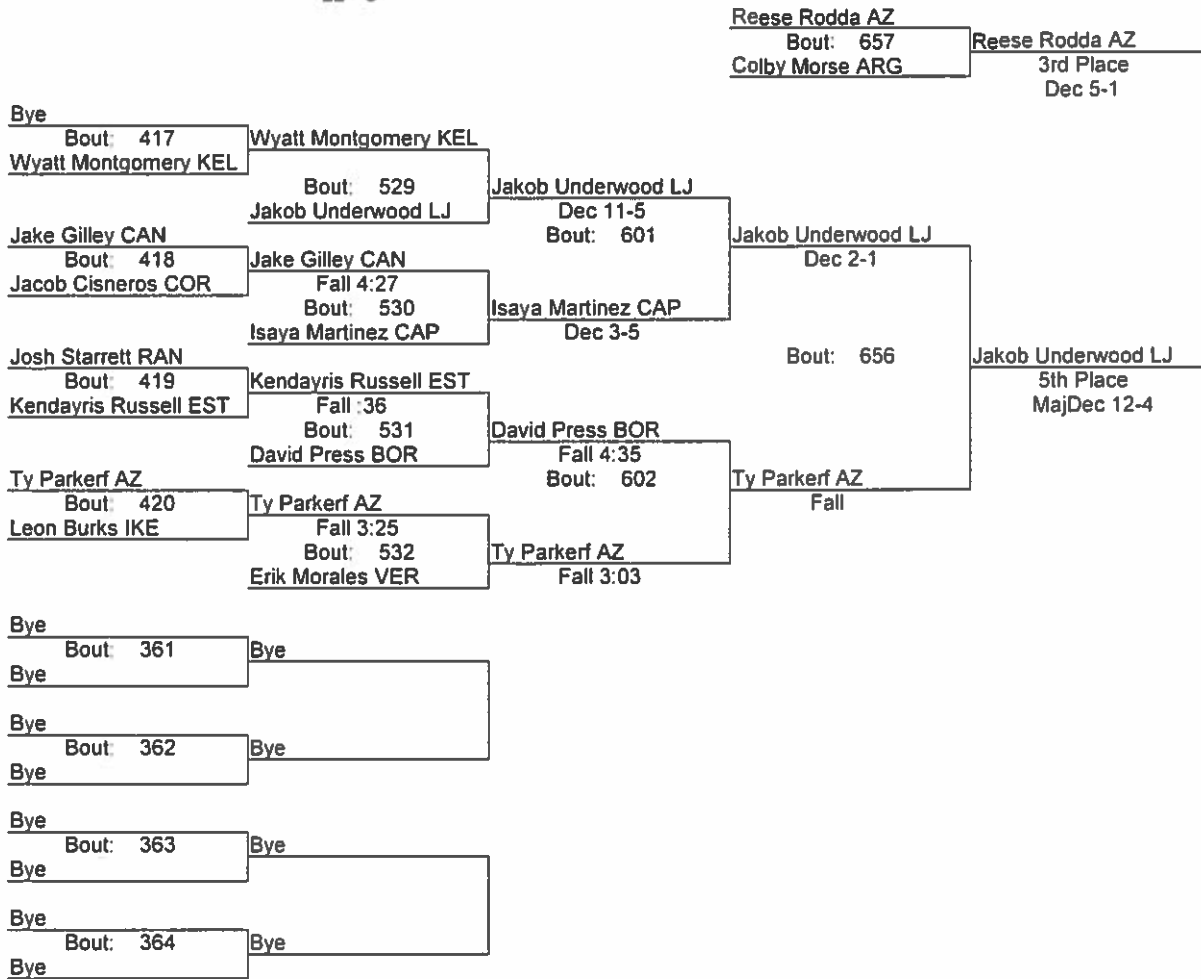 Reese Rodda AZ
Bout: 657
Colby Morse ARG
Reese Rodda AZ
3rd Place
Dec 5-1
Bye
Bout: 417
Wyatt Montgomery KEL
Wyatt Montgomery KEL
Bout: 529
Jakob Underwood LJ
Jakob Underwood LJ
Dec 11-5
Bout: 601
Jake Gilley CAN
Bout: 418
Jacob Cisneros COR
Jake Gilley CAN
Fall 4:27
Bout: 530
Isaya Martinez CAP
Isaya Martinez CAP
Dec 3-5
Jakob Underwood LJ
Dec 2-1
Bout: 656
Jakob Underwood LJ
5th Place
MajDec 12-4
Josh Starrett RAN
Bout: 419
Kendayris Russell EST
Kendayris Russell EST
Fall :36
Bout: 531
David Press BOR
David Press BOR
Fall 4:35
Bout: 602
Ty Parkerf AZ
Bout: 420
Leon Burks IKE
Ty Parkerf AZ
Fall 3:25
Bout: 532
Erik Morales VER
Ty Parkerf AZ
Fall 3:03
Ty Parkerf AZ
Fall
Bye
Bout: 361
Bye
Bye
Bye
Bout: 362
Bye
Bye
Bye
Bout: 363
Bye
Bye
Bye
Bout: 364
Bye
Bye